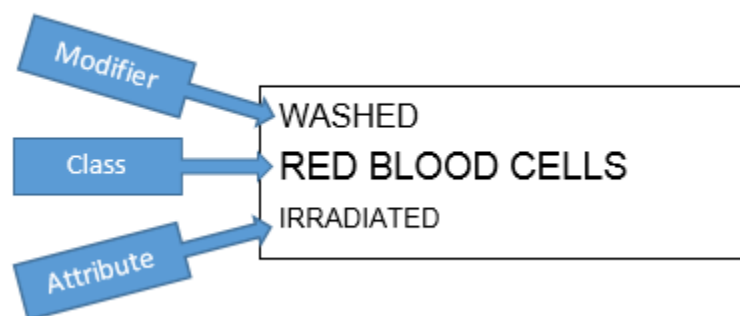 Modifier
WASHED
Class
RED BLOOD CELLS
Attribute
IRRADIATED